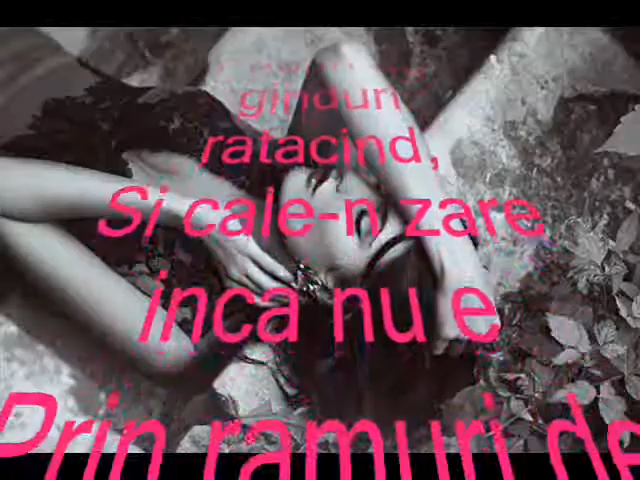 ginduri
ratacind,
Si cale-n zare
inca nu e
Prin ramuri de